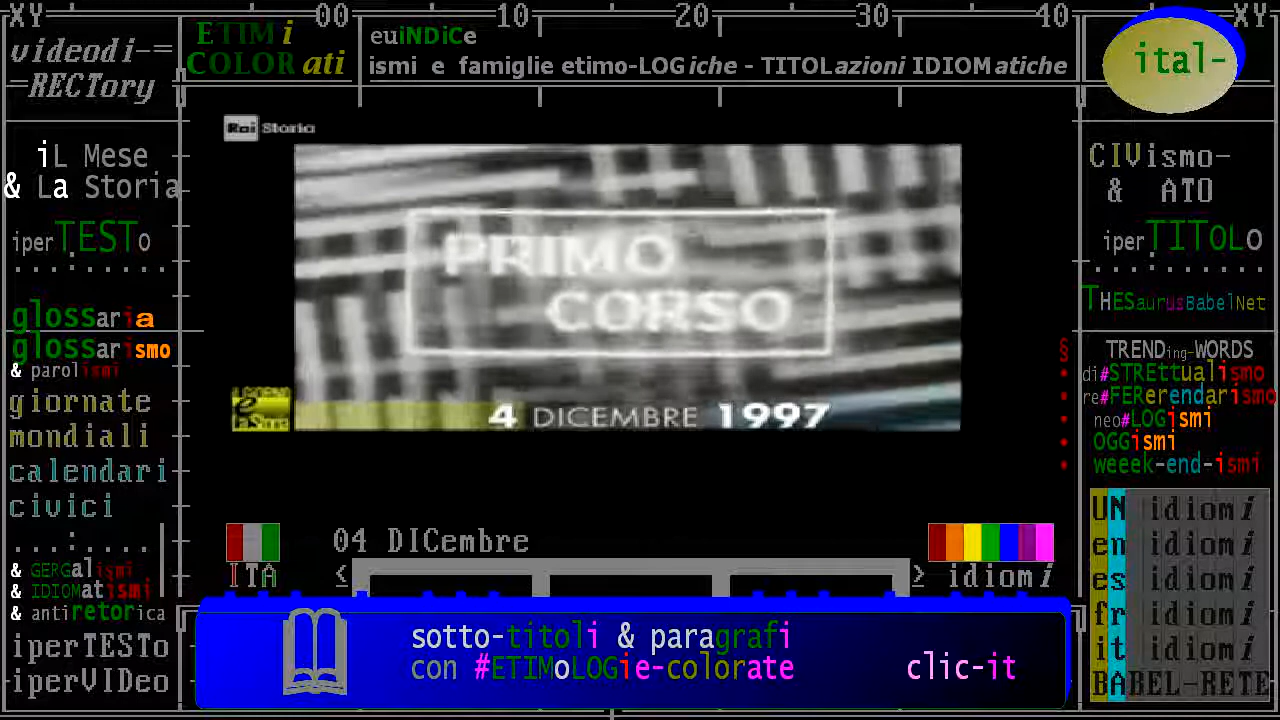 XY 00 10 20 30 40 XY
videodi-=
=RECTory
ETIMi
COLORati
euiNDiCe
ismi e famiglie etimo-LOGiche - TITOLazioni IDIOMatiche
ital-
iL Mese
& La Storia
iperTESTo
glossaria
glossarismo
& parolismi
giornate
mondiali
calendari
civici
& GERGalismi
& IDIOMatismi
& antiretorica
iperTESTo
iperVIDeo
Rai Storia
PRIMO
CORSO
4 DICEMBRE 1997
04 DICembre
ITA
< > idiomi
sotto-titoli & paragrafi
con #ETIMoLOGie-colorate
clic-it
CIVismo-
& ATO
iperTIToLo
THESaurusBabelNet
§
TRENDing-WORDS
di#STREttualismo
re#FERerendarismo
neo#LOGismi
OGGismi
weeek-end-ismi
UN idiomi
en idiomi
es idiomi
fr idiomi
it idiomi
BABEL-RETE